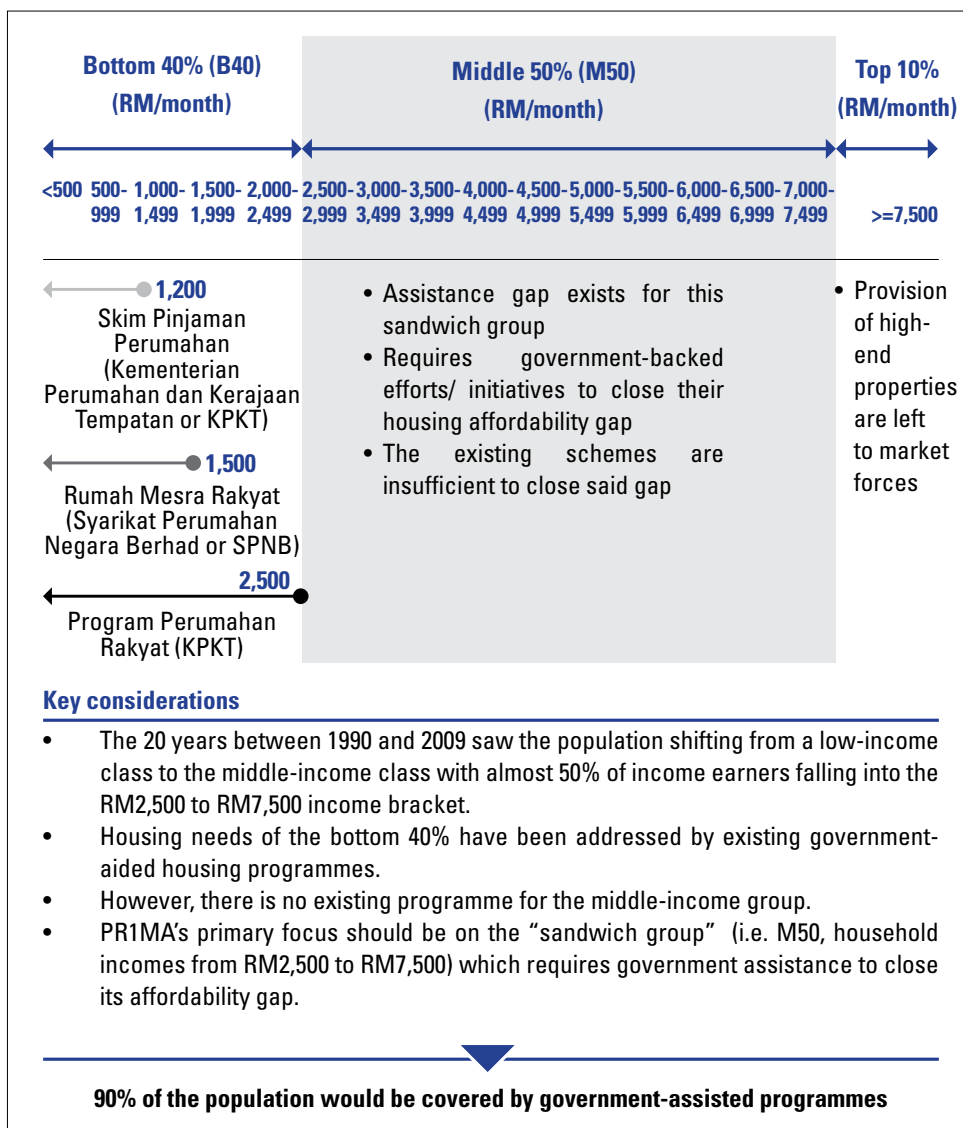 Bottom 40% (B40)
(RM/month)
Middle 50% (M50)
(RM/month)
Top 10%
(RM/month)
<500 500- 1,000- 1,500- 2,000- 2,500- 3,000- 3,500- 4,000- 4,500- 5,000- 5,500- 6,000- 6,500- 7,000-
999 1,499 1,999 2,499 2,999 3,499 3,999 4,499 4,999 5,499 5,999 6,499 6,999 7,499 >=7,500
1,200
Skim Pinjaman
Perumahan
(Kementerian
Perumahan dan Kerajaan
Tempatan or KPKT)
1,500
Rumah Mesra Rakyat
(Syarikat Perumahan
Negara Berhad or SPNB)
2,500
Program Perumahan
Rakyat (KPKT)
• Assistance gap exists for this
sandwich group
• Requires government-backed
efforts/ initiatives to close their
housing affordability gap
• The existing schemes are
insufficient to close said gap
• Provision
of high-
end
properties
are left
to market
forces
Key considerations
• The 20 years between 1990 and 2009 saw the population shifting from a low-income
class to the middle-income class with almost 50% of income earners falling into the
RM2,500 to RM7,500 income bracket.
• Housing needs of the bottom 40% have been addressed by existing government-
aided housing programmes.
• However, there is no existing programme for the middle-income group.
• PR1MA’s primary focus should be on the “sandwich group” (i.e. M50, household
incomes from RM2,500 to RM7,500) which requires government assistance to close
its affordability gap.
90% of the population would be covered by government-assisted programmes